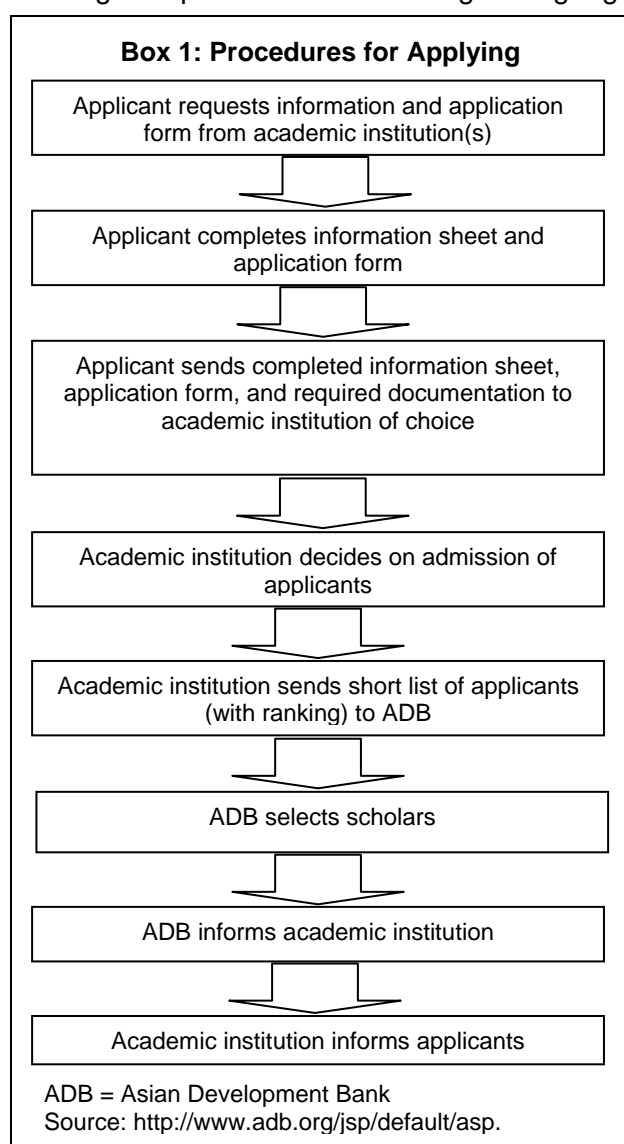 Box 1: Procedures for Applying
Applicant requests information and application
form from academic institution(s)
Applicant completes information sheet and
application form
Applicant sends completed information sheet,
application form, and required documentation to
academic institution of choice
Academic institution decides on admission of
applicants
Academic institution sends short list of applicants
(with ranking) to ADB
ADB selects scholars
ADB informs academic institution
Academic institution informs applicants
ADB = Asian Development Bank
Source: http://www.adb.org/jsp/default/asp.